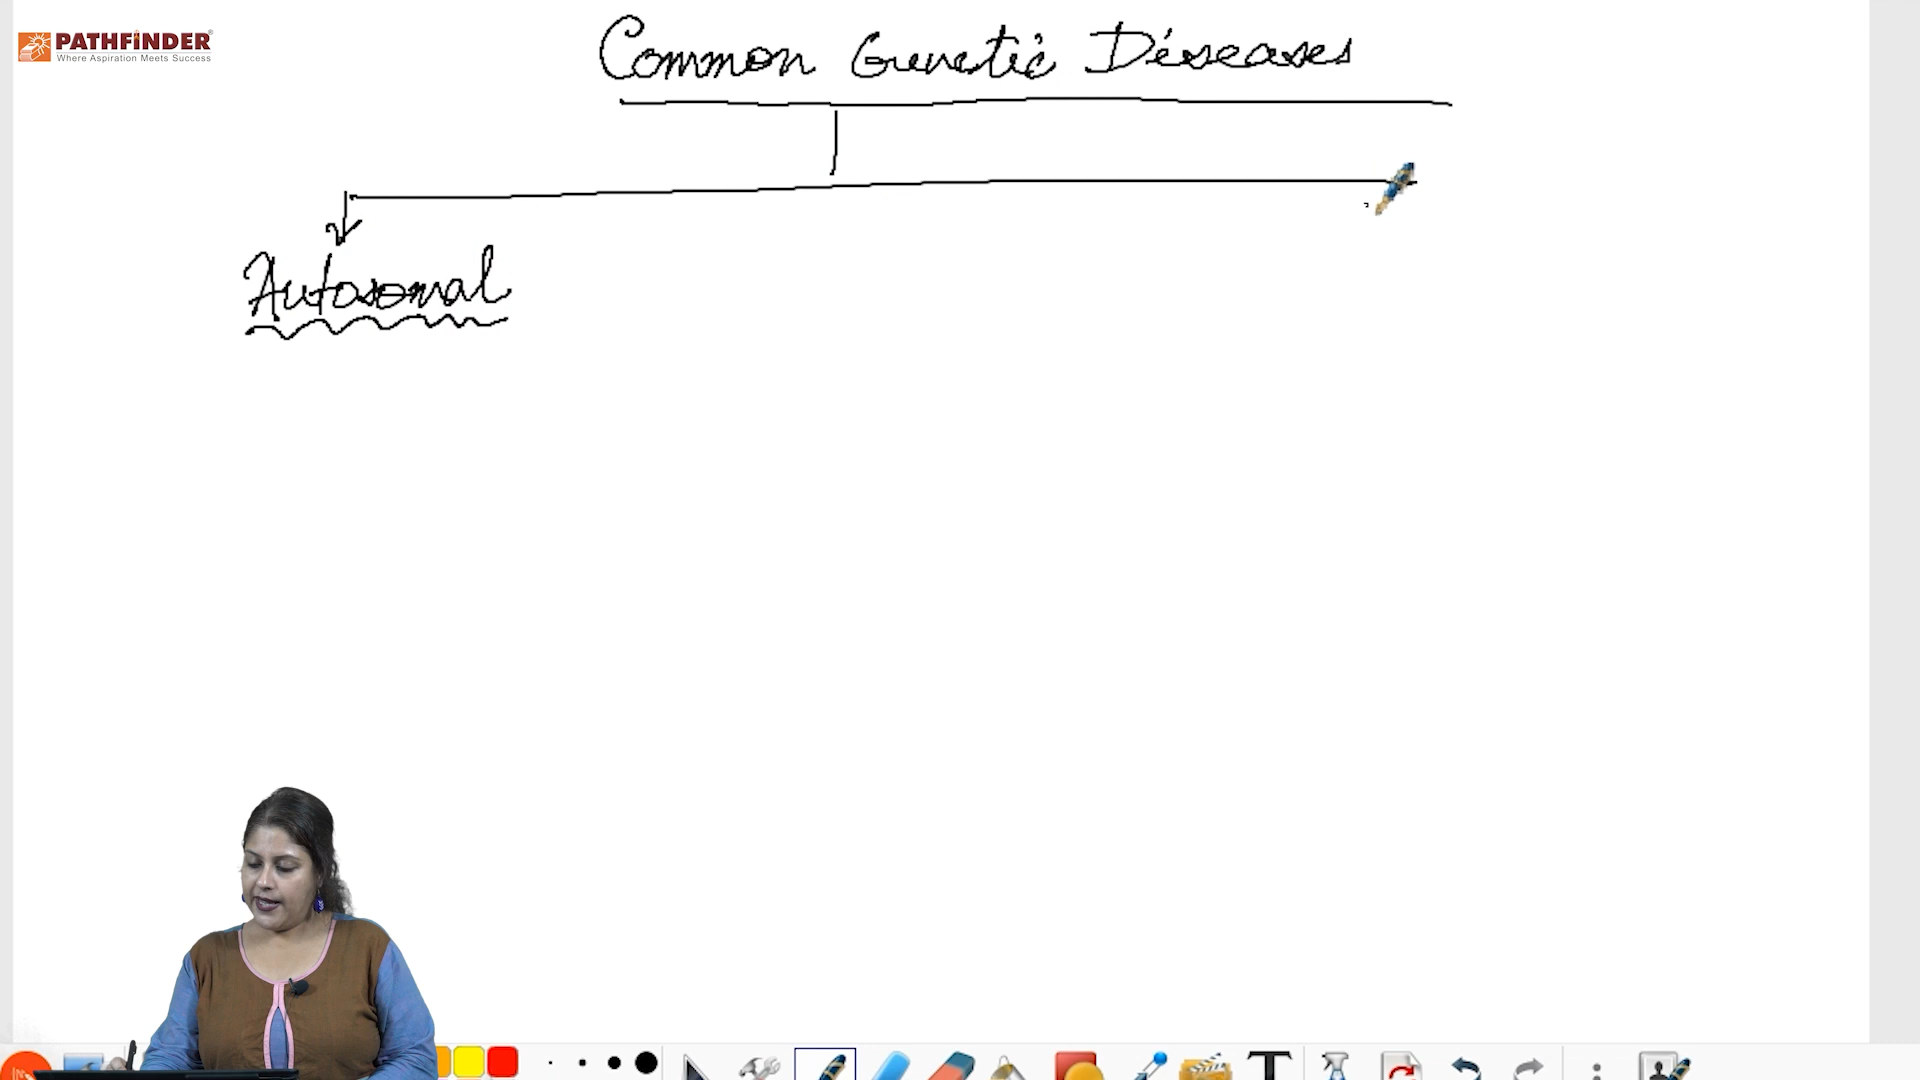 PATHFINDER
Where Aspiration Meets Success
Common Genetic Diseases
Autosomal